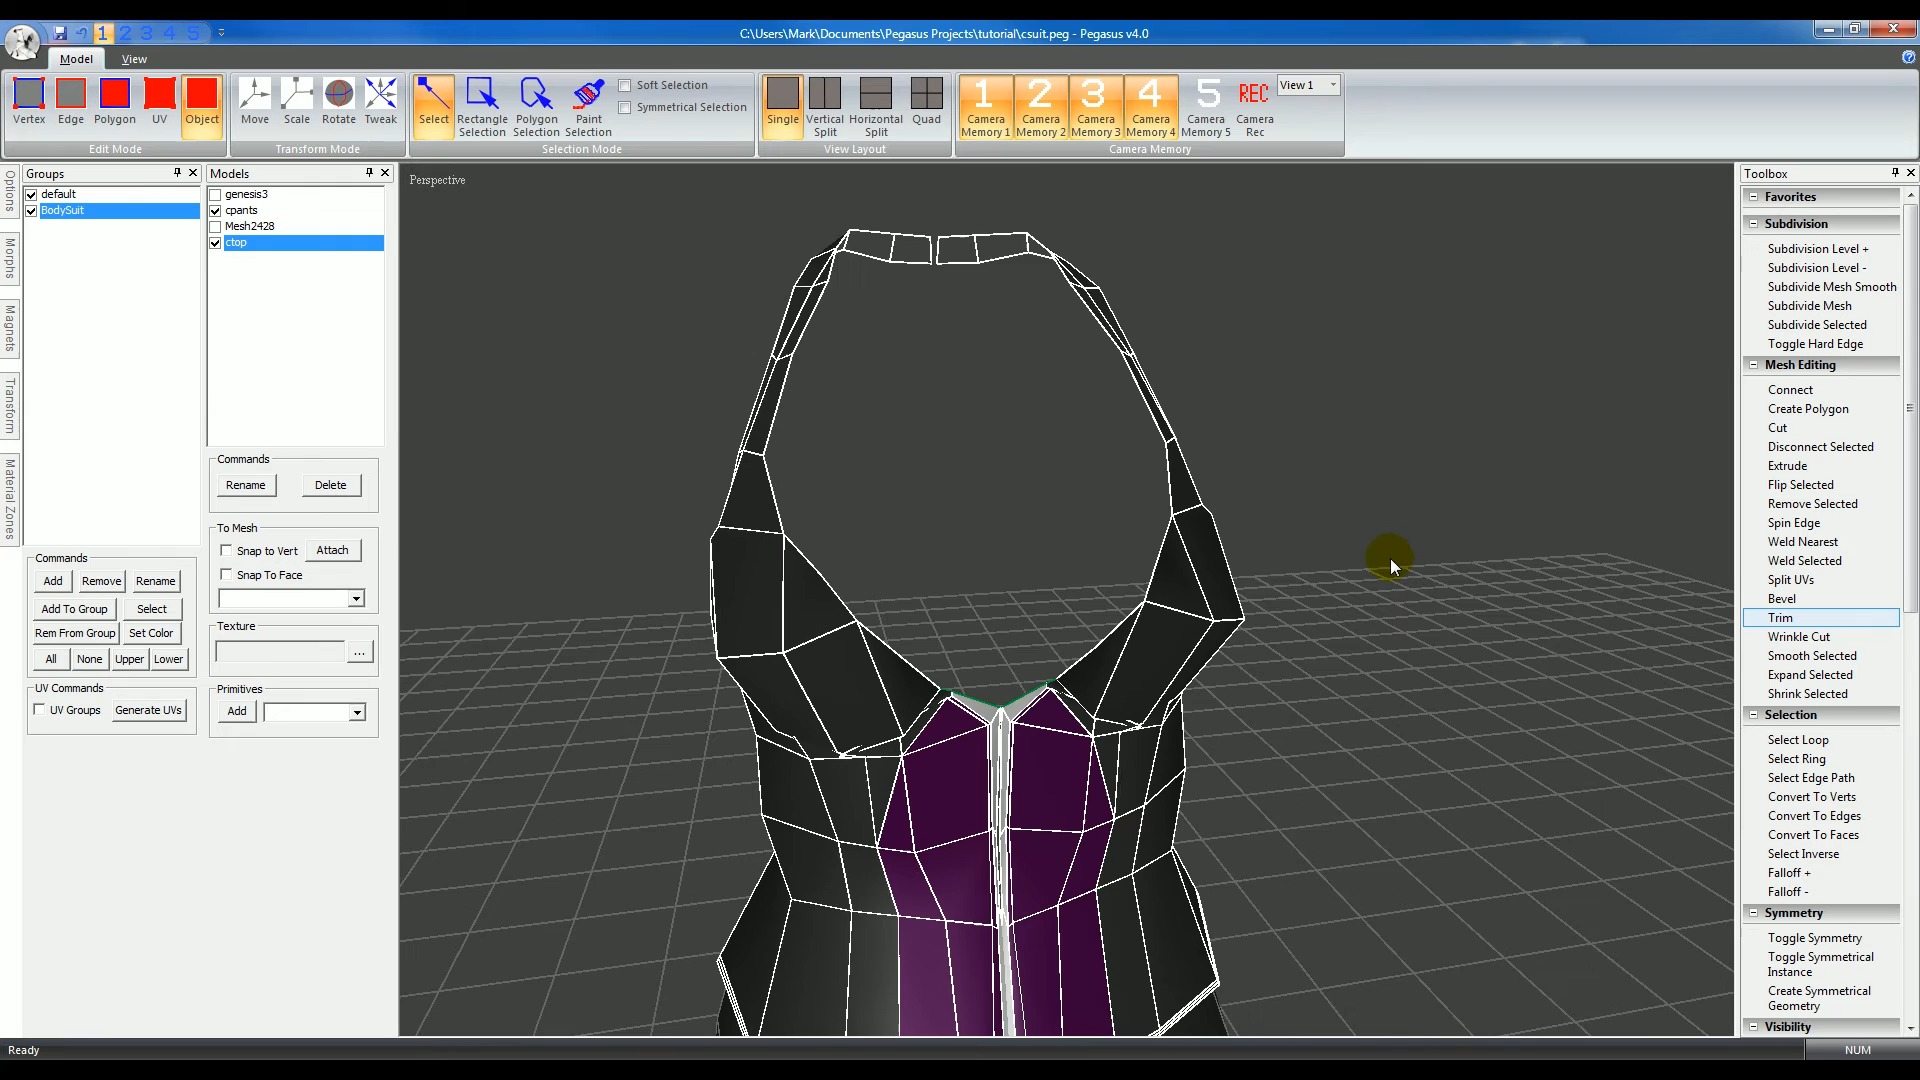 1 2 3 4 5
C:\Users\Mark\Documents\Pegasus Projects\tutorial\csuit.peg - Pegasus v4.0
Model View
Vertex Edge Polygon UV Object
Edit Mode
Move Scale Rotate Tweak
Transform Mode
Select Rectangle Selection Polygon Selection Paint Selection
Soft Selection
Symmetrical Selection
Selection Mode
Single Vertical Split Horizontal Split Quad
View Layout
1 2 3 4 5 REC View 1
Camera Memory 1 Camera Memory 2 Camera Memory 3 Camera Memory 4 Camera Memory 5 Camera Rec
Camera Memory
Options
Morphs
Magnets
Transform
Material Zones
Groups
default
BodySuit
Commands
Add Remove Rename
Add To Group Select
Rem From Group Set Color
All None Upper Lower
UV Commands
UV Groups Generate UVs
Models
genesis3
cpants
Mesh2428
ctop
Commands
Rename Delete
To Mesh
Snap to Vert Attach
Snap To Face
Texture
...
Primitives
Add
Perspective
Toolbox
Favorites
Subdivision
Subdivision Level +
Subdivision Level -
Subdivide Mesh Smooth
Subdivide Mesh
Subdivide Selected
Toggle Hard Edge
Mesh Editing
Connect
Create Polygon
Cut
Disconnect Selected
Extrude
Flip Selected
Remove Selected
Spin Edge
Weld Nearest
Weld Selected
Split UVs
Bevel
Trim
Wrinkle Cut
Smooth Selected
Expand Selected
Shrink Selected
Selection
Select Loop
Select Ring
Select Edge Path
Convert To Verts
Convert To Edges
Convert To Faces
Select Inverse
Falloff +
Falloff -
Symmetry
Toggle Symmetry
Toggle Symmetrical
Instance
Create Symmetrical
Geometry
Visibility
Ready
NUM